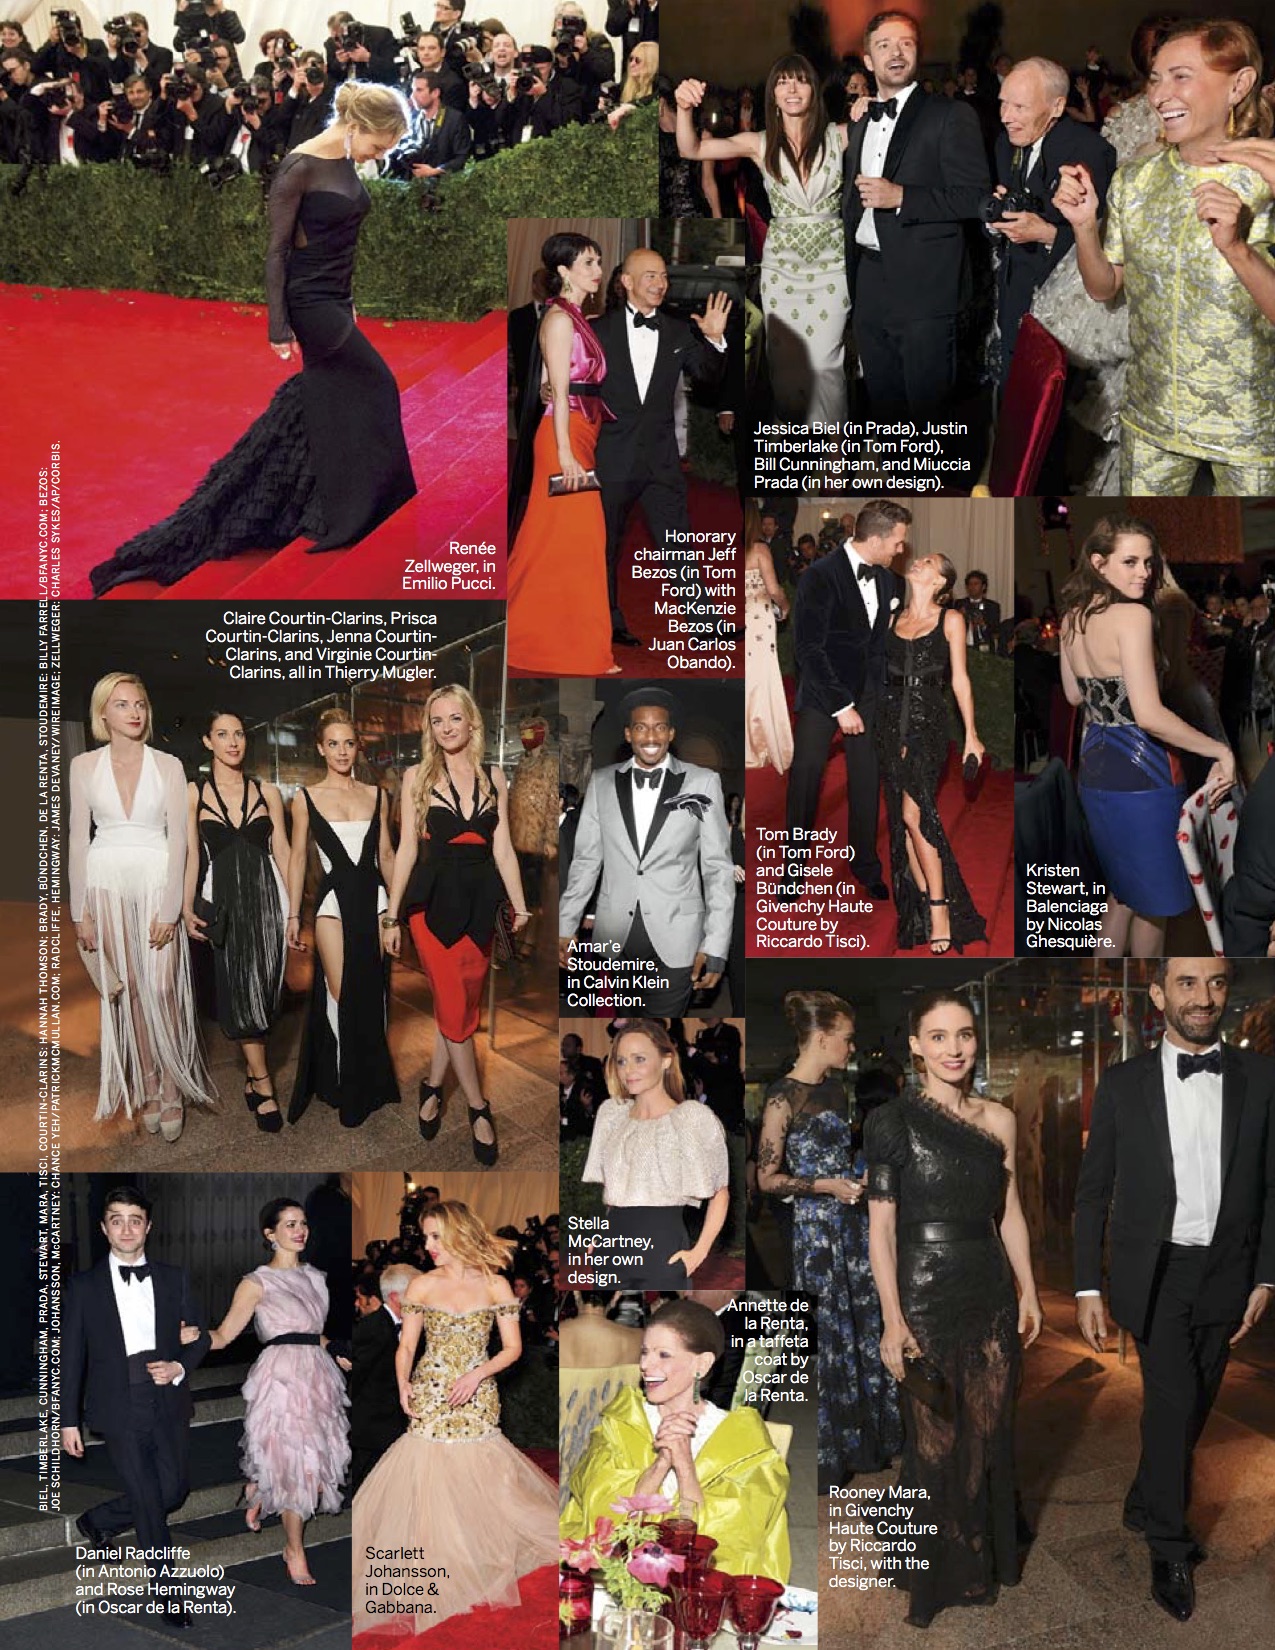 Jessica Biel (in Prada), Justin
Timberlake (in Tom Ford),
Bill Cunningham, and Miuccia
Prada (in her own design).
Renée
Zellweger, in
Emilio Pucci.
Honorary
chairman Jeff
Bezos (in Tom
Ford) with
MacKenzie
Bezos (in
Juan Carlos
Obando).
Claire Courtin-Clarins, Prisca
Courtin-Clarins, Jenna Courtin-
Clarins, and Virginie Courtin-
Clarins, all in Thierry Mugler.
Tom Brady
(in Tom Ford)
and Gisele
Bündchen (in
Givenchy Haute
Couture by
Riccardo Tisci).
Kristen
Stewart, in
Balenciaga
by Nicolas
Ghesquière.
Amar'e
Stoudemire,
in Calvin Klein
Collection.
Stella
McCartney,
in her own
design.
Annette de
la Renta,
in a taffeta
coat by
Oscar de
la Renta.
Rooney Mara,
in Givenchy
Haute Couture
by Riccardo
Tisci, with the
designer.
Daniel Radcliffe
(in Antonio Azzuolo)
and Rose Hemingway
(in Oscar de la Renta).
Scarlett
Johansson,
in Dolce &
Gabbana.
BIEL, TIMBERLAKE, CUNNINGHAM, PRADA, STEWART, MARA, TISCI, COURTIN-CLARINS: HANNAH THOMSON; BRADY, BÜNDCHEN, DE LA RENTA, STOUDEMIRE: BILLY FARRELL/BFANYC.COM; BEZOS:
JOE SCHILDHORN/BFANYC.COM; JOHANSSON, McCARTNEY: CHANCE YEH/PATRICKMCMULLAN.COM; RADCLIFFE, HEMINGWAY: JAMES DEVANEY/WIREIMAGE; ZELLWEGER: CHARLES SYKES/AP/CORBIS.